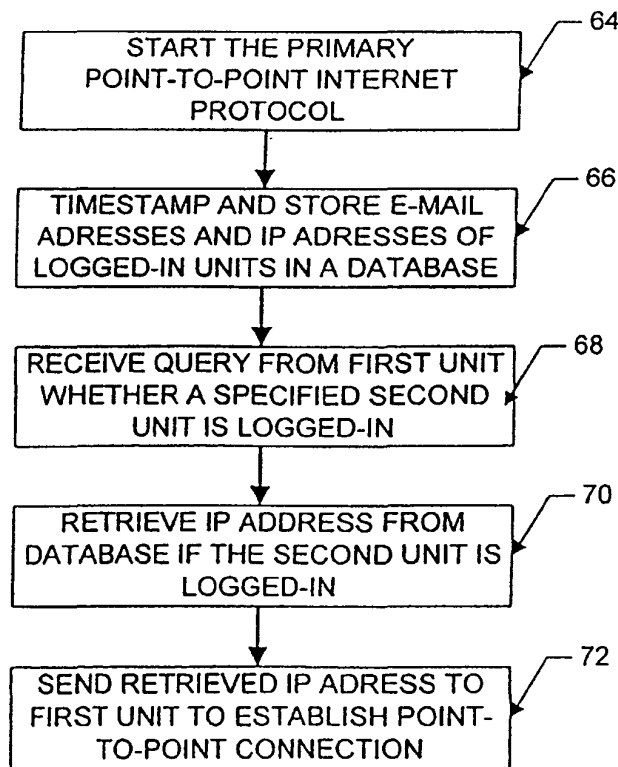 START THE PRIMARY
POINT-TO-POINT INTERNET
PROTOCOL
64
TIMESTAMP AND STORE E-MAIL
ADRESSES AND IP ADRESSES OF
LOGGED-IN UNITS IN A DATABASE
66
RECEIVE QUERY FROM FIRST UNIT
WHETHER A SPECIFIED SECOND
UNIT IS LOGGED-IN
68
RETRIEVE IP ADDRESS FROM
DATABASE IF THE SECOND UNIT IS
LOGGED-IN
70
SEND RETRIEVED IP ADRESS TO
FIRST UNIT TO ESTABLISH POINT-
TO-POINT CONNECTION
72